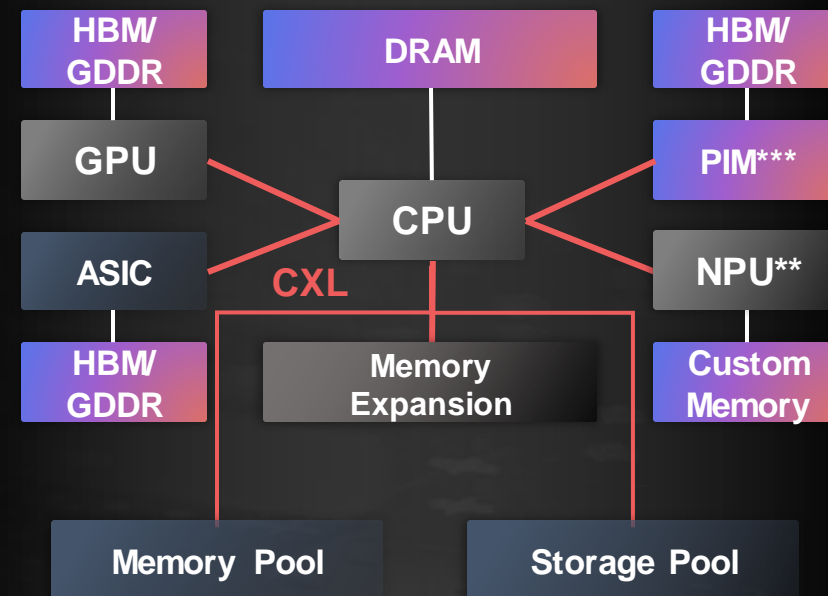 HBM/
GDDR
DRAM
HBM/
GDDR
GPU
PIM***
CPU
ASIC
NPU**
CXL
HBM/
GDDR
Memory
Expansion
Custom
Memory
Memory Pool
Storage Pool